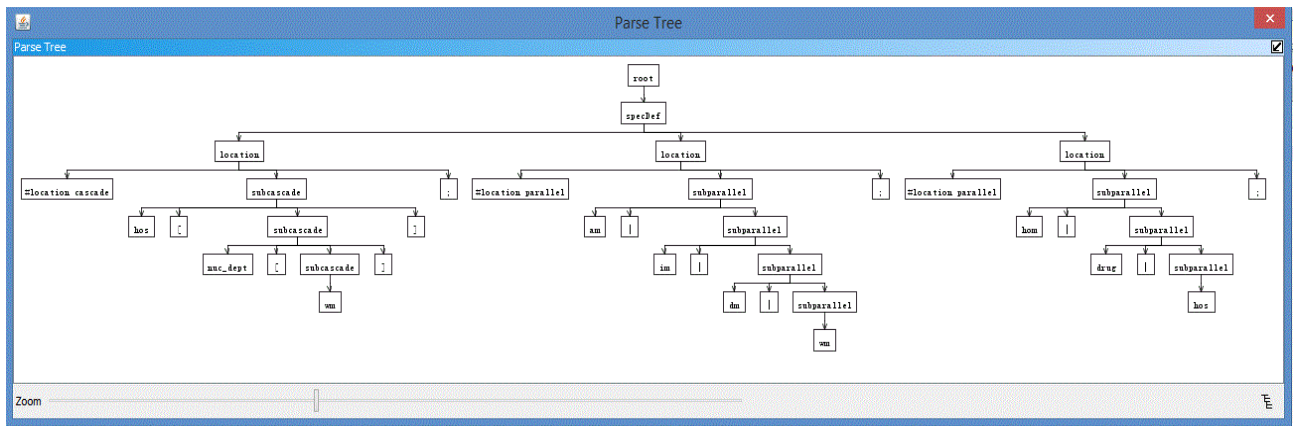 Parse Tree
Parse Tree
root
specDef
location location location
#location cascade subcascade ; #location parallel subparallel ; #location parallel subparallel ;
hos [ subcascade ] am | subparallel hom | subparallel
nuc_dept [ subcascade ] im | subparallel drug | subparallel
wm dm | subparallel hos
wm
Zoom